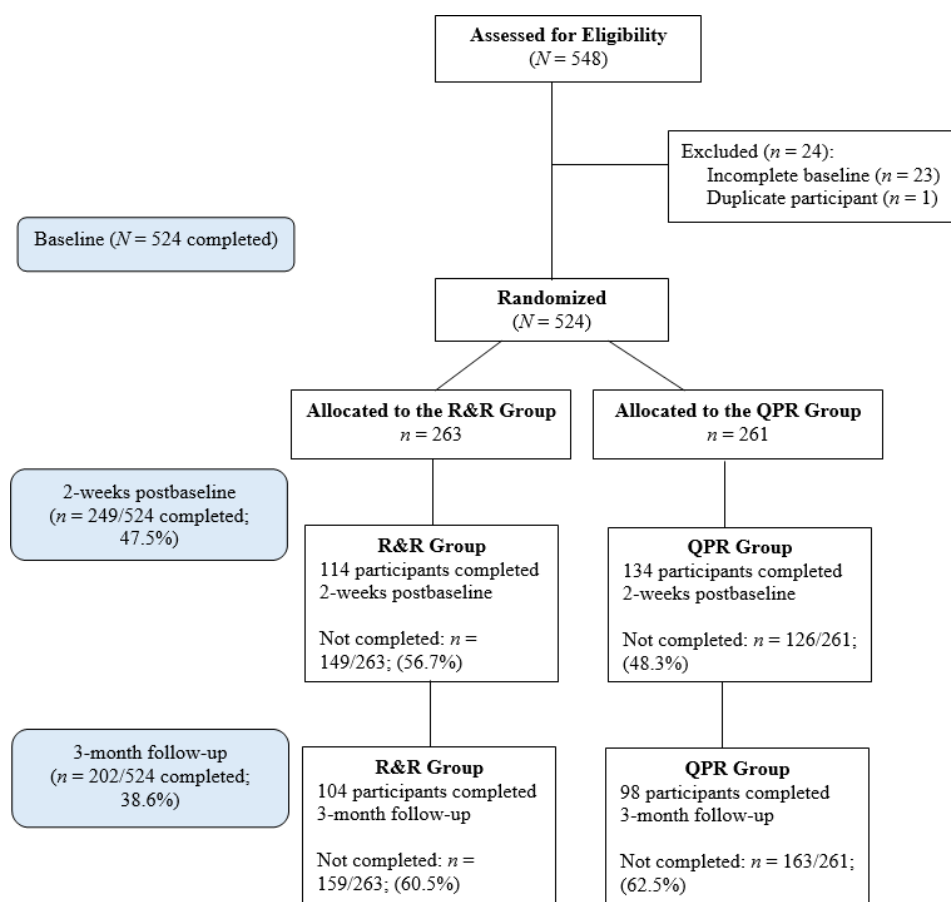 Assessed for Eligibility
(N = 548)
Excluded (n = 24):
Incomplete baseline (n = 23)
Duplicate participant (n = 1)
Baseline (N = 524 completed)
Randomized
(N = 524)
Allocated to the R&R Group
n = 263
Allocated to the QPR Group
n = 261
2-weeks postbaseline
(n = 249/524 completed;
47.5%)
R&R Group
114 participants completed
2-weeks postbaseline
Not completed: n =
149/263; (56.7%)
QPR Group
134 participants completed
2-weeks postbaseline
Not completed: n = 126/261;
(48.3%)
3-month follow-up
(n = 202/524 completed;
38.6%)
R&R Group
104 participants completed
3-month follow-up
Not completed: n =
159/263; (60.5%)
QPR Group
98 participants completed
3-month follow-up
Not completed: n = 163/261;
(62.5%)